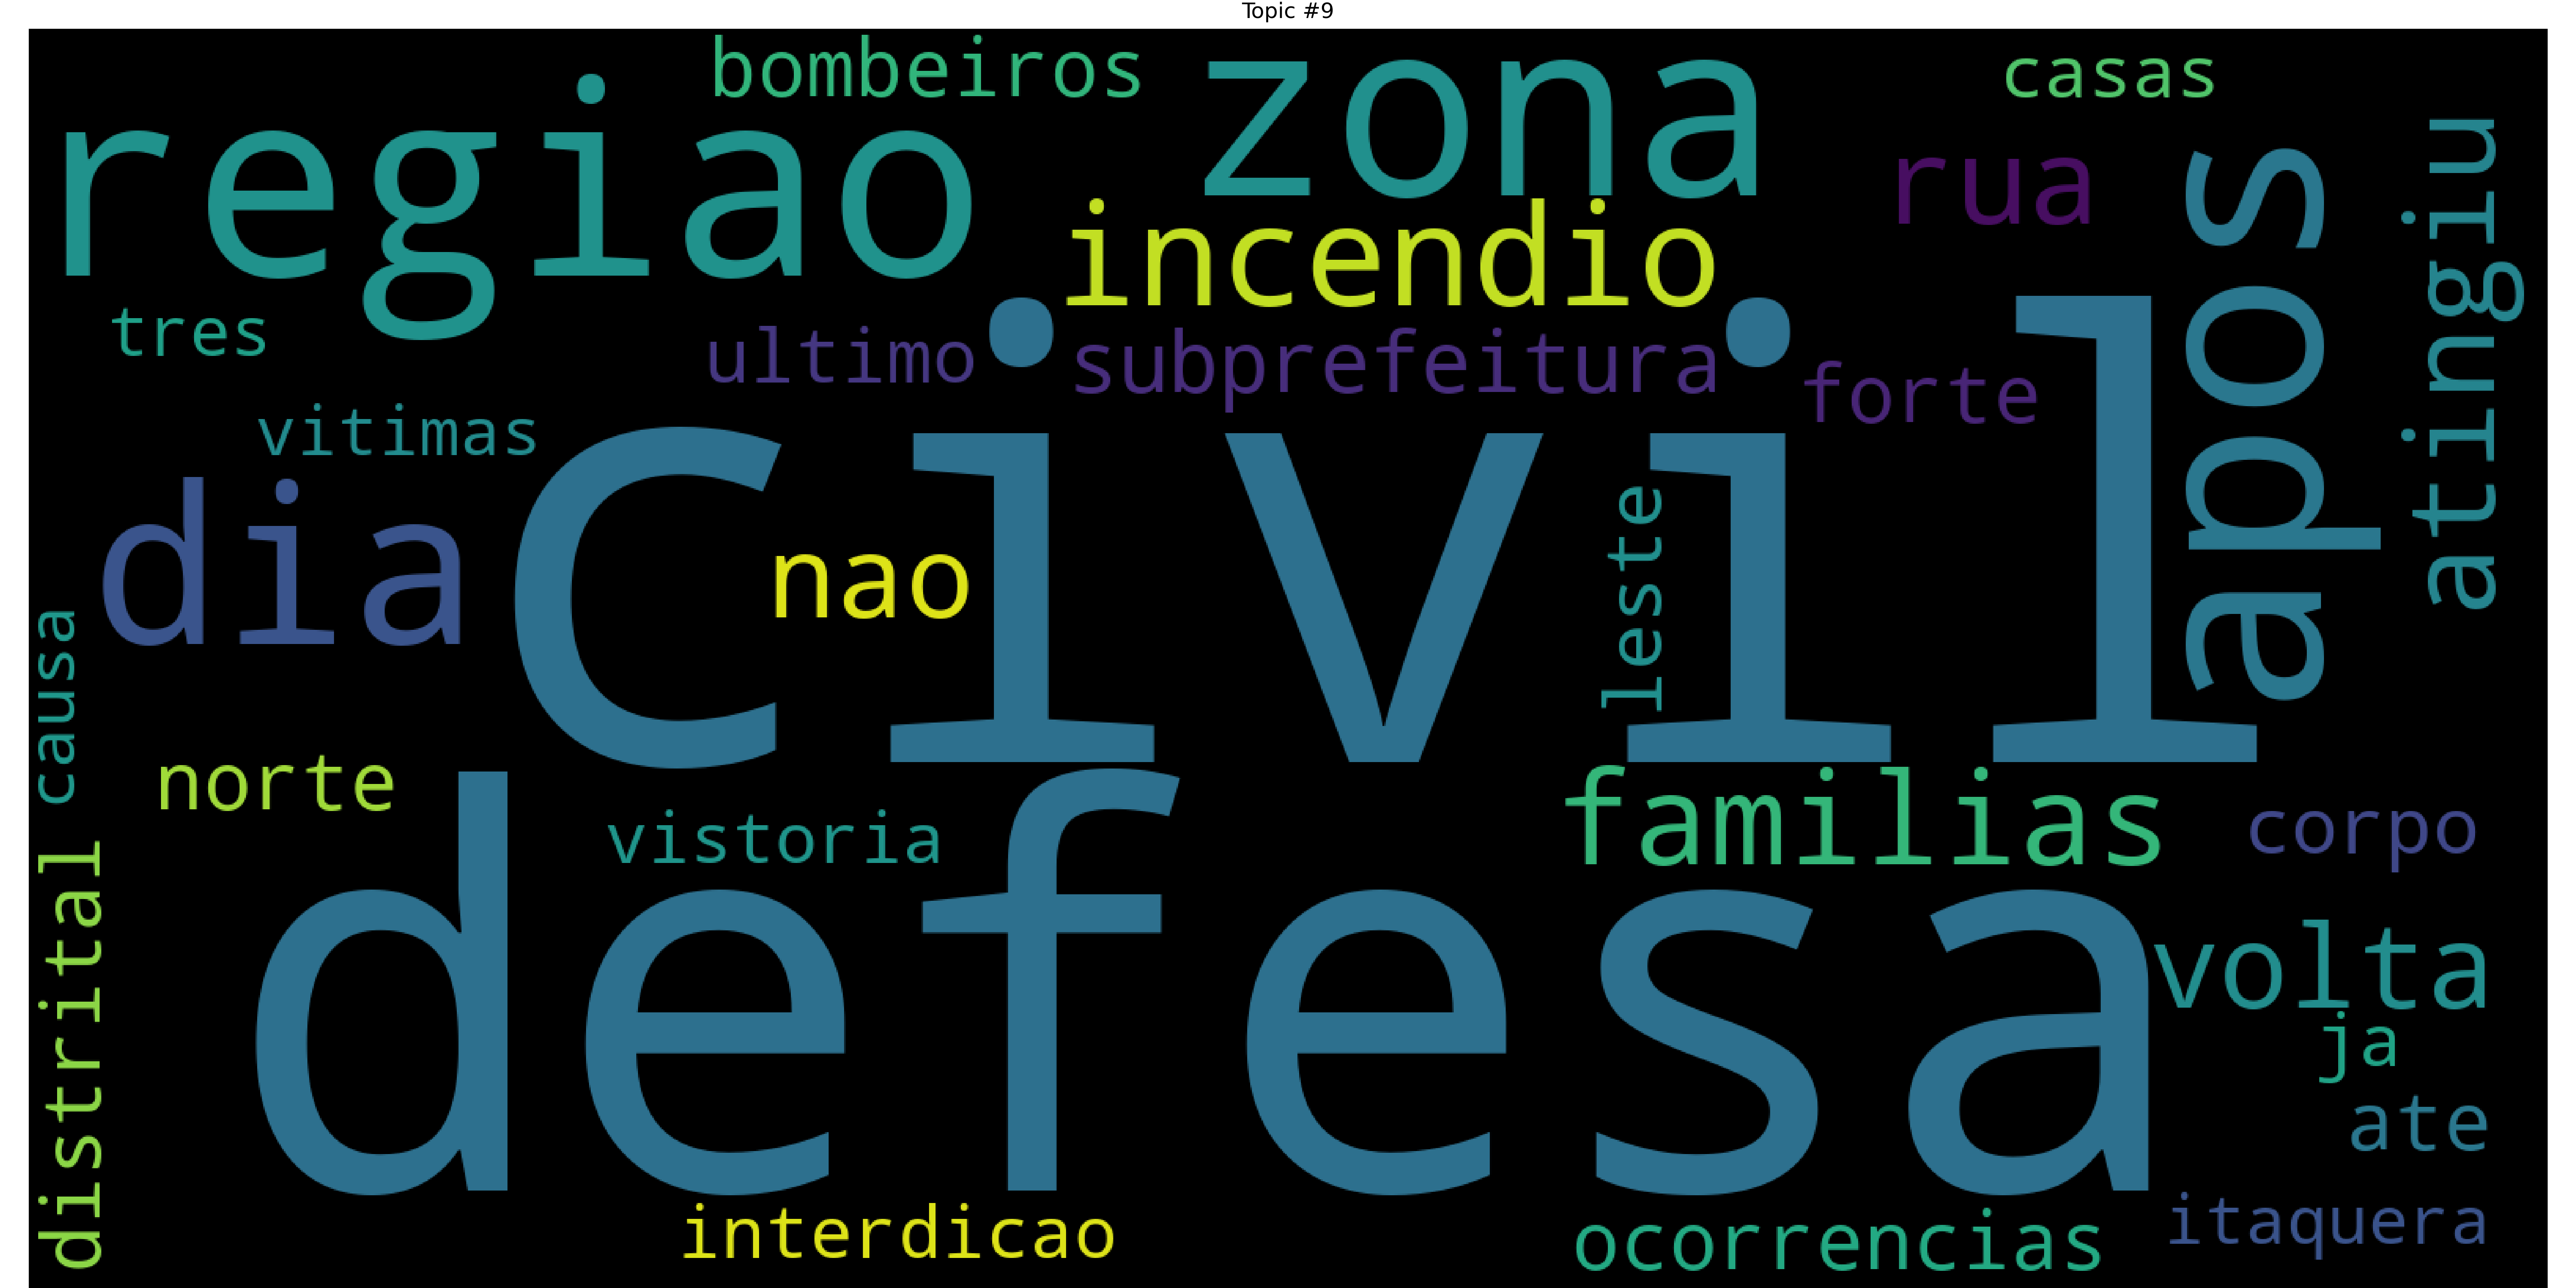 Topic #9
bombeiros
zona
casas
regiao
rua
apos
atingiu
incendio
tres
ultimo
subprefeitura
forte
vitimas
civil
dia
nao
leste
causa
norte
vistoria
familias
corpo
defesa
distrital
volta
ja
ate
interdicao
ocorrencias
itaquera